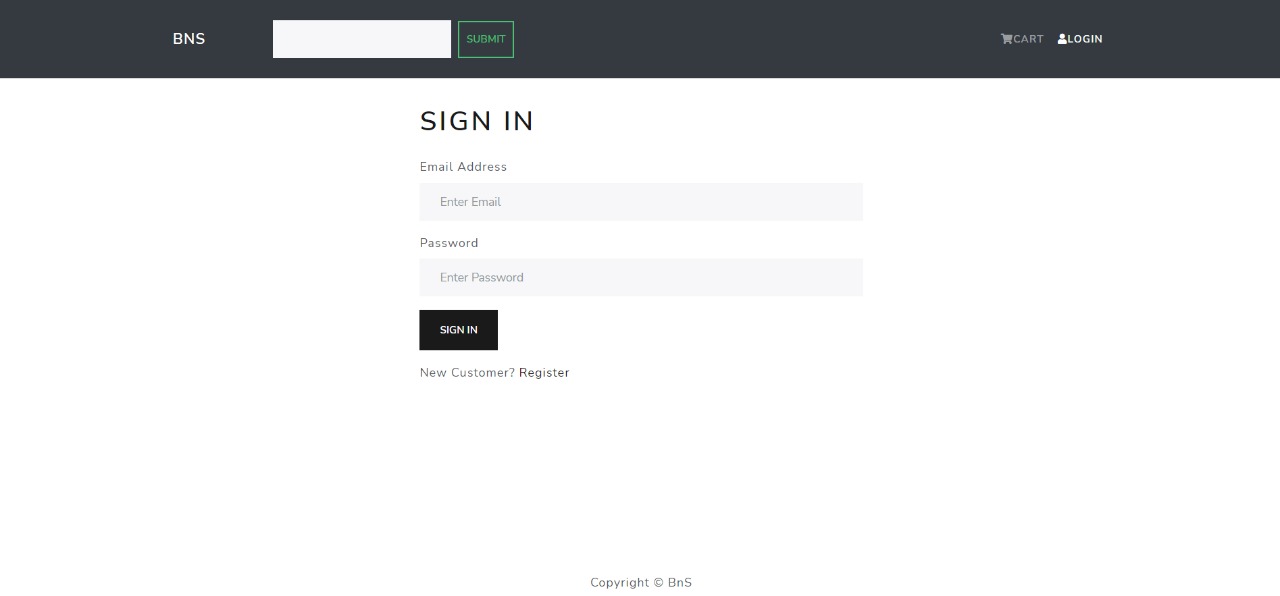 BNS SUBMIT CART LOGIN
SIGN IN
Email Address
Enter Email
Password
Enter Password
SIGN IN
New Customer? Register
Copyright © BnS